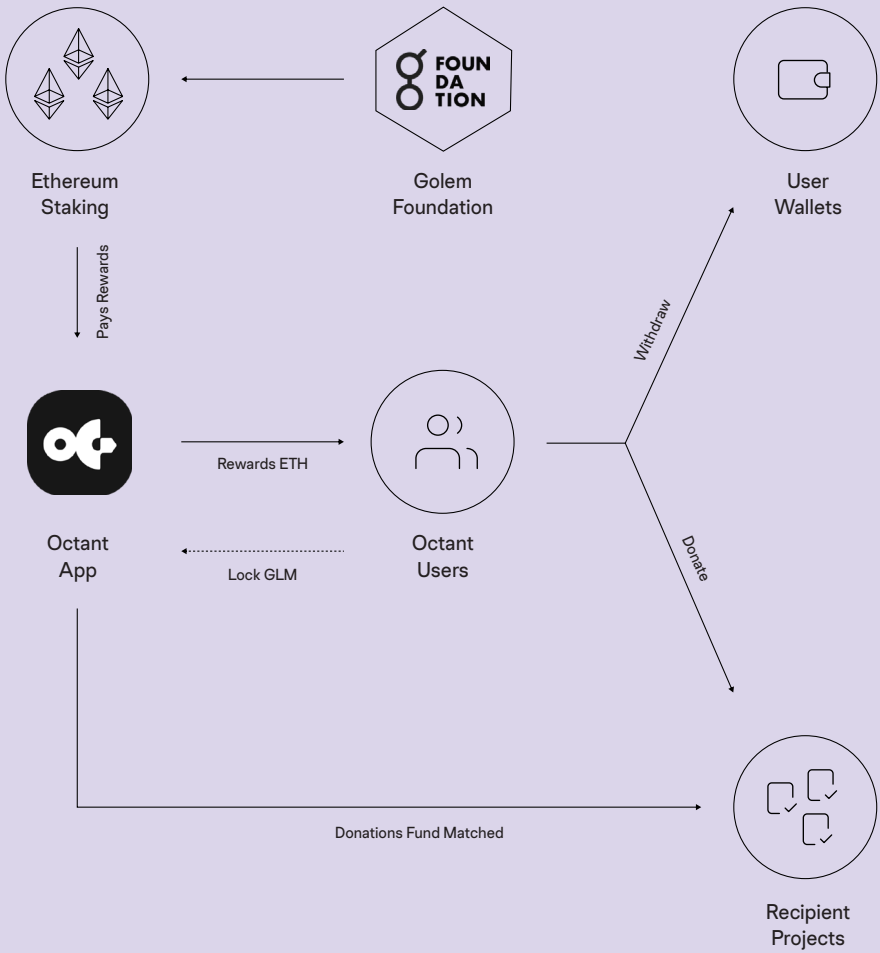 FOUN
DA
TION
Ethereum
Staking
Golem
Foundation
User
Wallets
Pays Rewards
Withdraw
Rewards ETH
Octant
App
Lock GLM
Octant
Users
Donate
Donations Fund Matched
Recipient
Projects